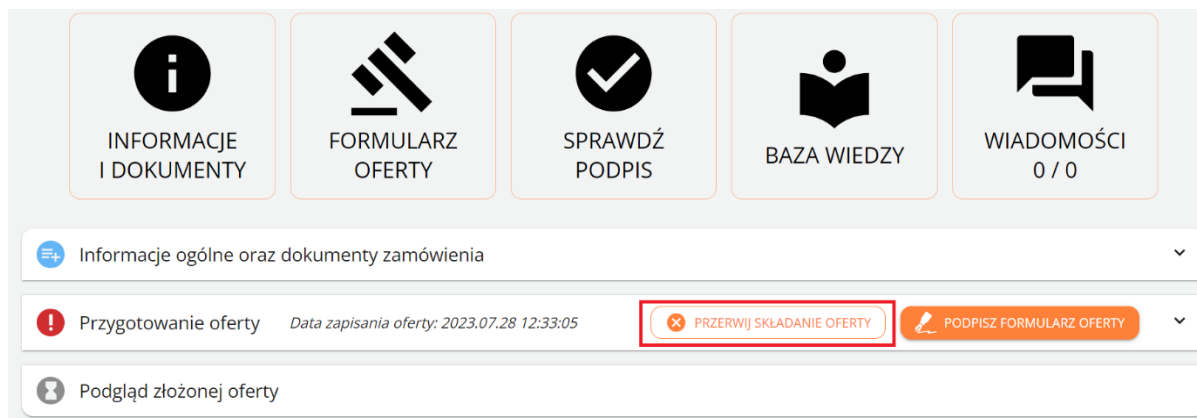 INFORMACJE
I DOKUMENTY
FORMULARZ
OFERTY
SPRAWDŹ
PODPIS
BAZA WIEDZY
WIADOMOŚCI
0 / 0
Informacje ogólne oraz dokumenty zamówienia
Przygotowanie oferty Data zapisania oferty: 2023.07.28 12:33:05 PRZERWIJ SKŁADANIE OFERTY PODPISZ FORMULARZ OFERTY
Podgląd złożonej oferty